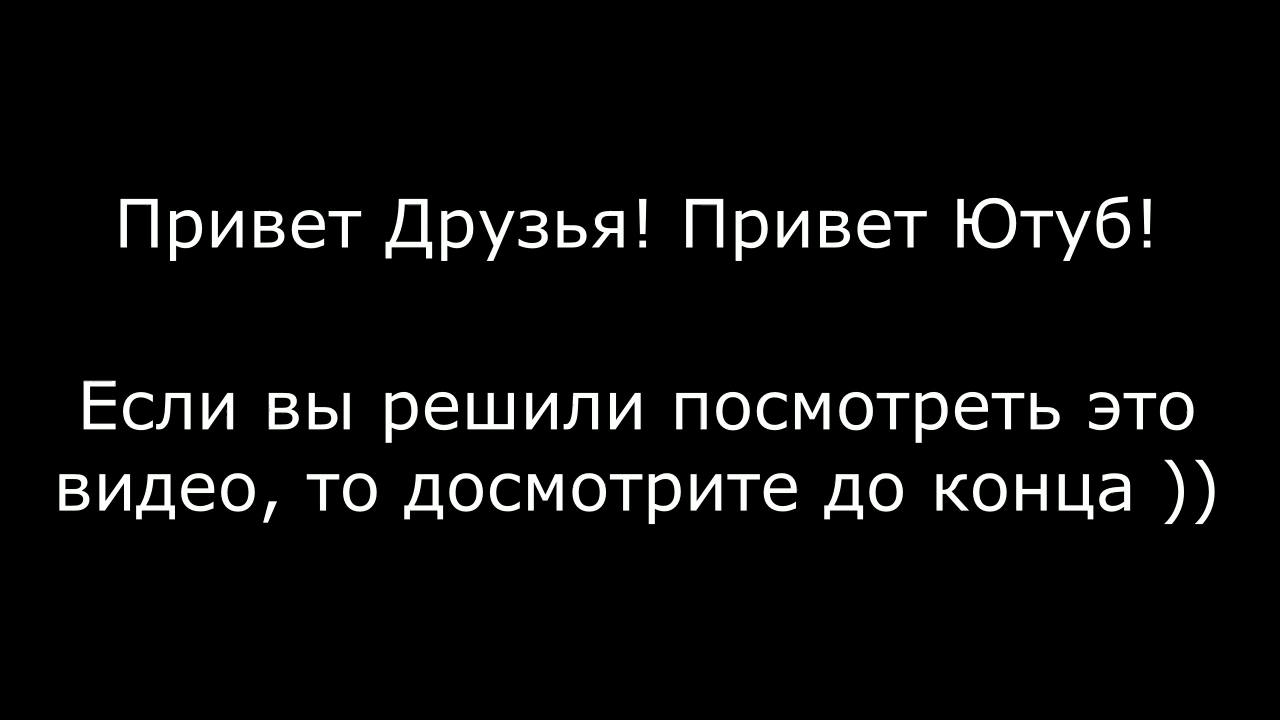 Привет Друзья! Привет Ютуб!
Если вы решили посмотреть это
видео, то досмотрите до конца ))